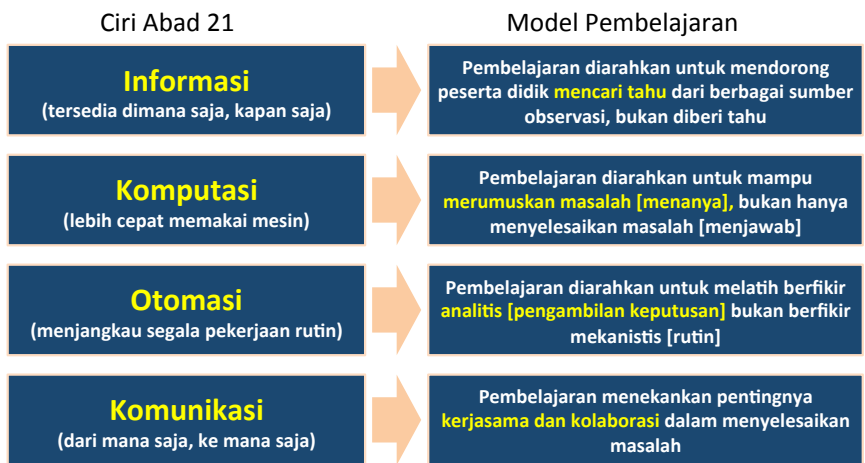 Ciri Abad 21
Model Pembelajaran
Informasi
(tersedia dimana saja, kapan saja)
Pembelajaran diarahkan untuk mendorong
peserta didik mencari tahu dari berbagai sumber
observasi, bukan diberi tahu
Komputasi
(lebih cepat memakai mesin)
Pembelajaran diarahkan untuk mampu
merumuskan masalah [menanya], bukan hanya
menyelesaikan masalah [menjawab]
Otomasi
(menjangkau segala pekerjaan rutin)
Pembelajaran diarahkan untuk melatih berfikir
analitis [pengambilan keputusan] bukan berfikir
mekanistis [rutin]
Komunikasi
(dari mana saja, ke mana saja)
Pembelajaran menekankan pentingnya
kerjasama dan kolaborasi dalam menyelesaikan
masalah